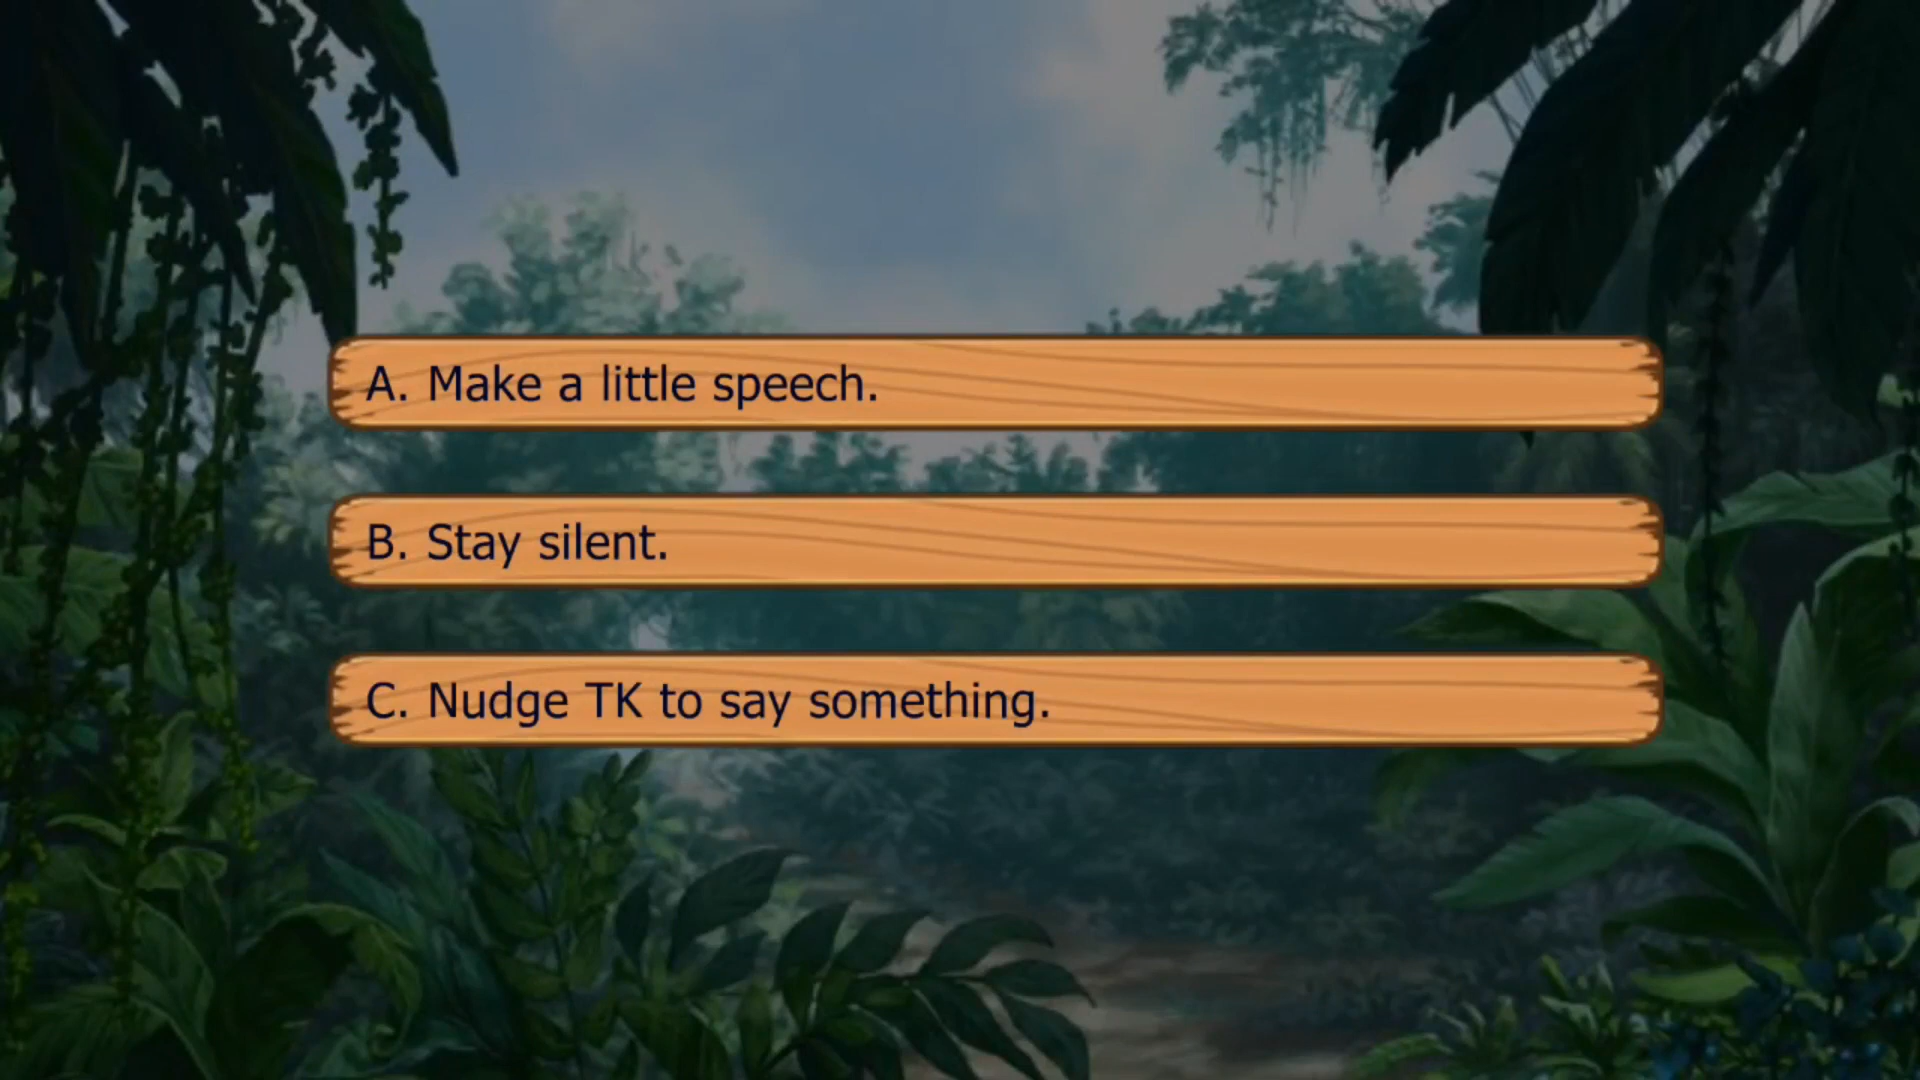 A. Make a little speech.
B. Stay silent.
C. Nudge TK to say something.